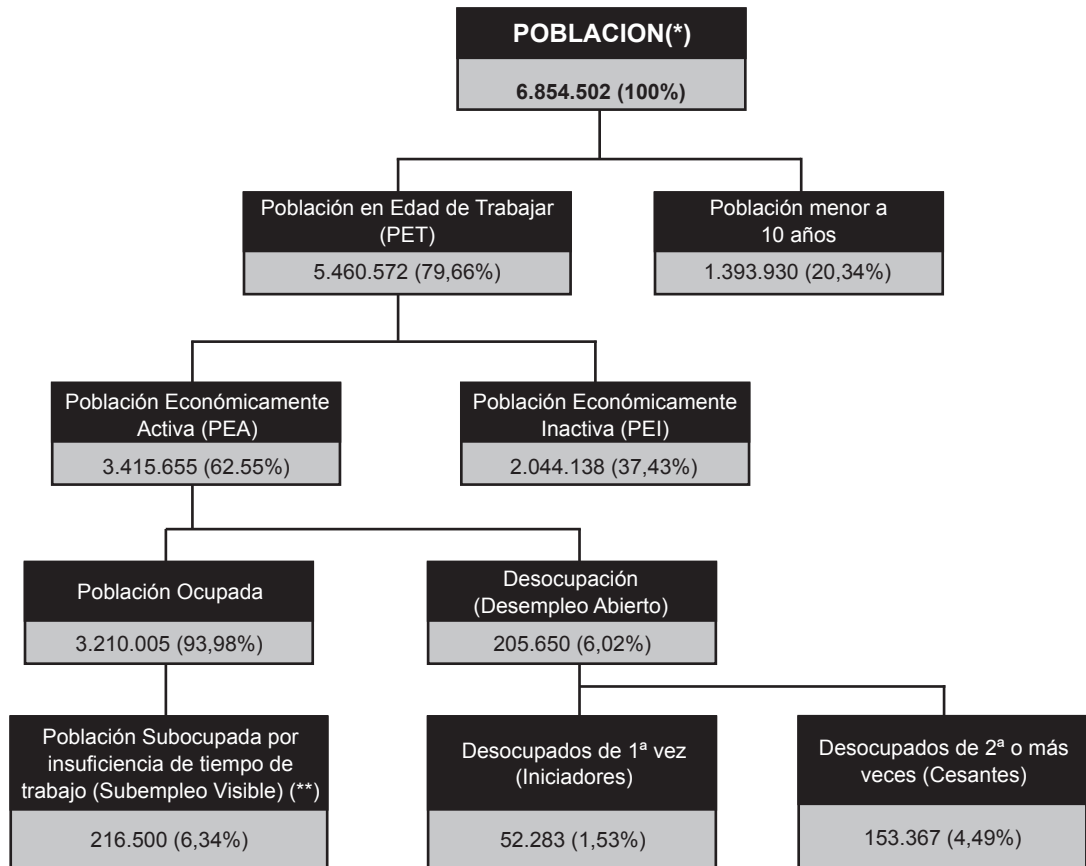 POBLACION(*)
6.854.502 (100%)
Población en Edad de Trabajar
(PET)
5.460.572 (79,66%)
Población menor a
10 años
1.393.930 (20,34%)
Población Económicamente
Activa (PEA)
3.415.655 (62.55%)
Población Económicamente
Inactiva (PEI)
2.044.138 (37,43%)
Población Ocupada
3.210.005 (93,98%)
Desocupación
(Desempleo Abierto)
205.650 (6,02%)
Población Subocupada por
insuficiencia de tiempo de
trabajo (Subempleo Visible) (**)
216.500 (6,34%)
Desocupados de 1ª vez
(Iniciadores)
52.283 (1,53%)
Desocupados de 2ª o más
veces (Cesantes)
153.367 (4,49%)